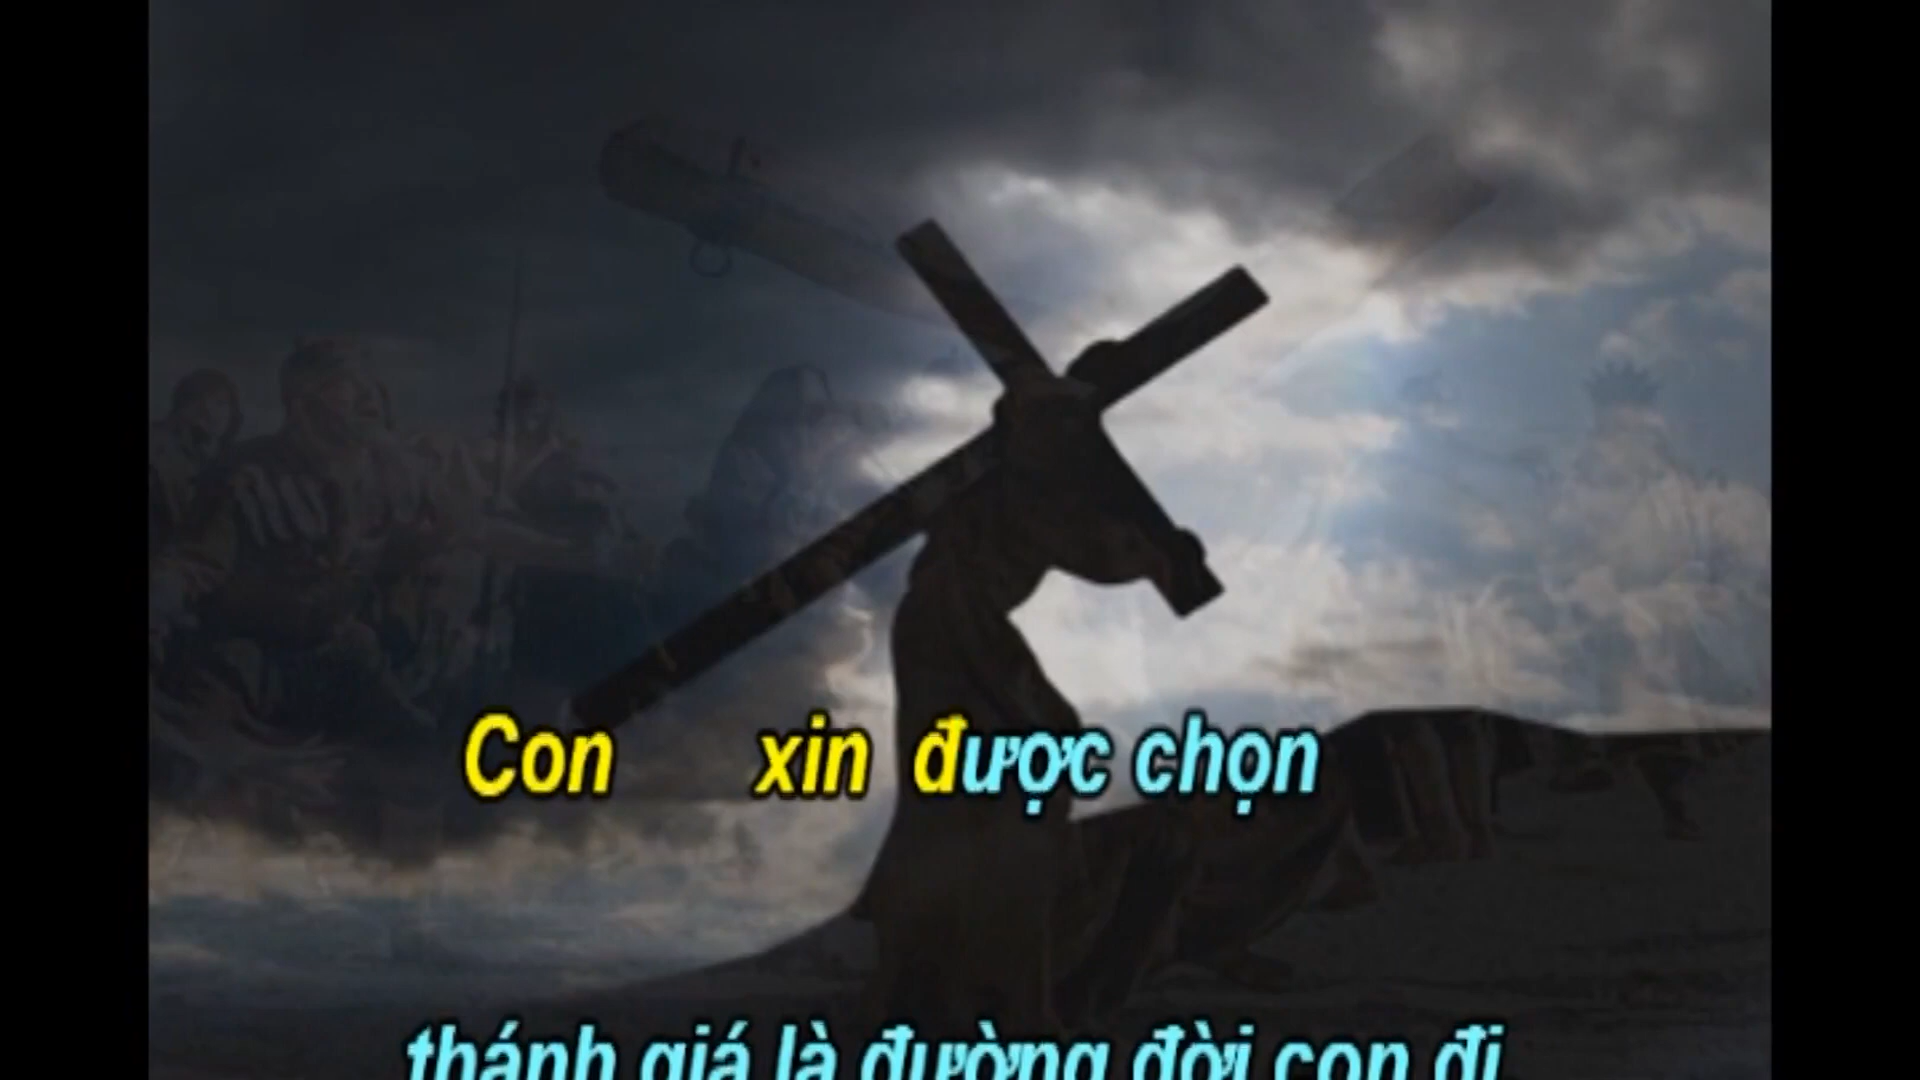 Con xin được chọn
thánh giá là đường đời con đi